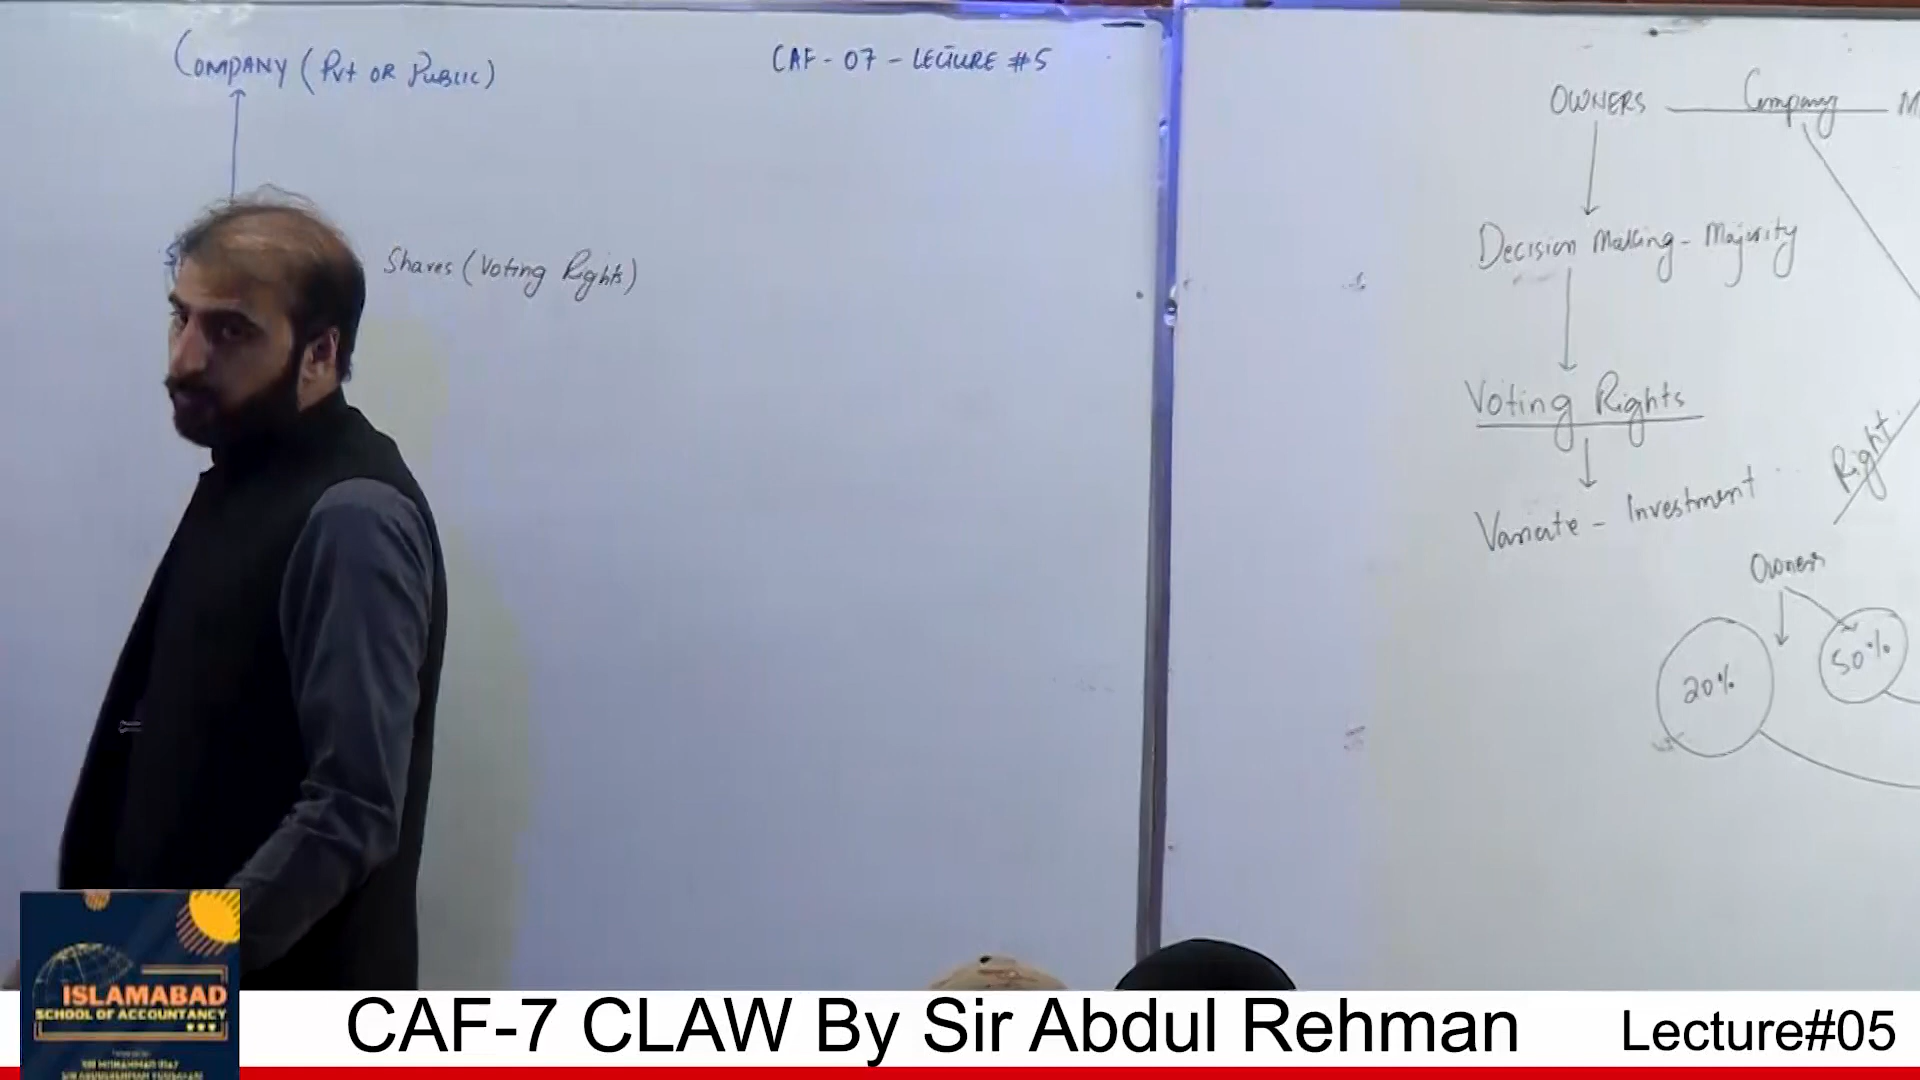 COMPANY (Pvt OR PUBLIC)
CAF - 07 - LECTURE #5
Shares (Voting Rights)
OWNERS Company M
Decision Making - Majority
Voting Rights
Variate - Investment
Right
Owners
20%
50%
ISLAMABAD
SCHOOL OF ACCOUNTANCY
CAF-7 CLAW By Sir Abdul Rehman
Lecture#05